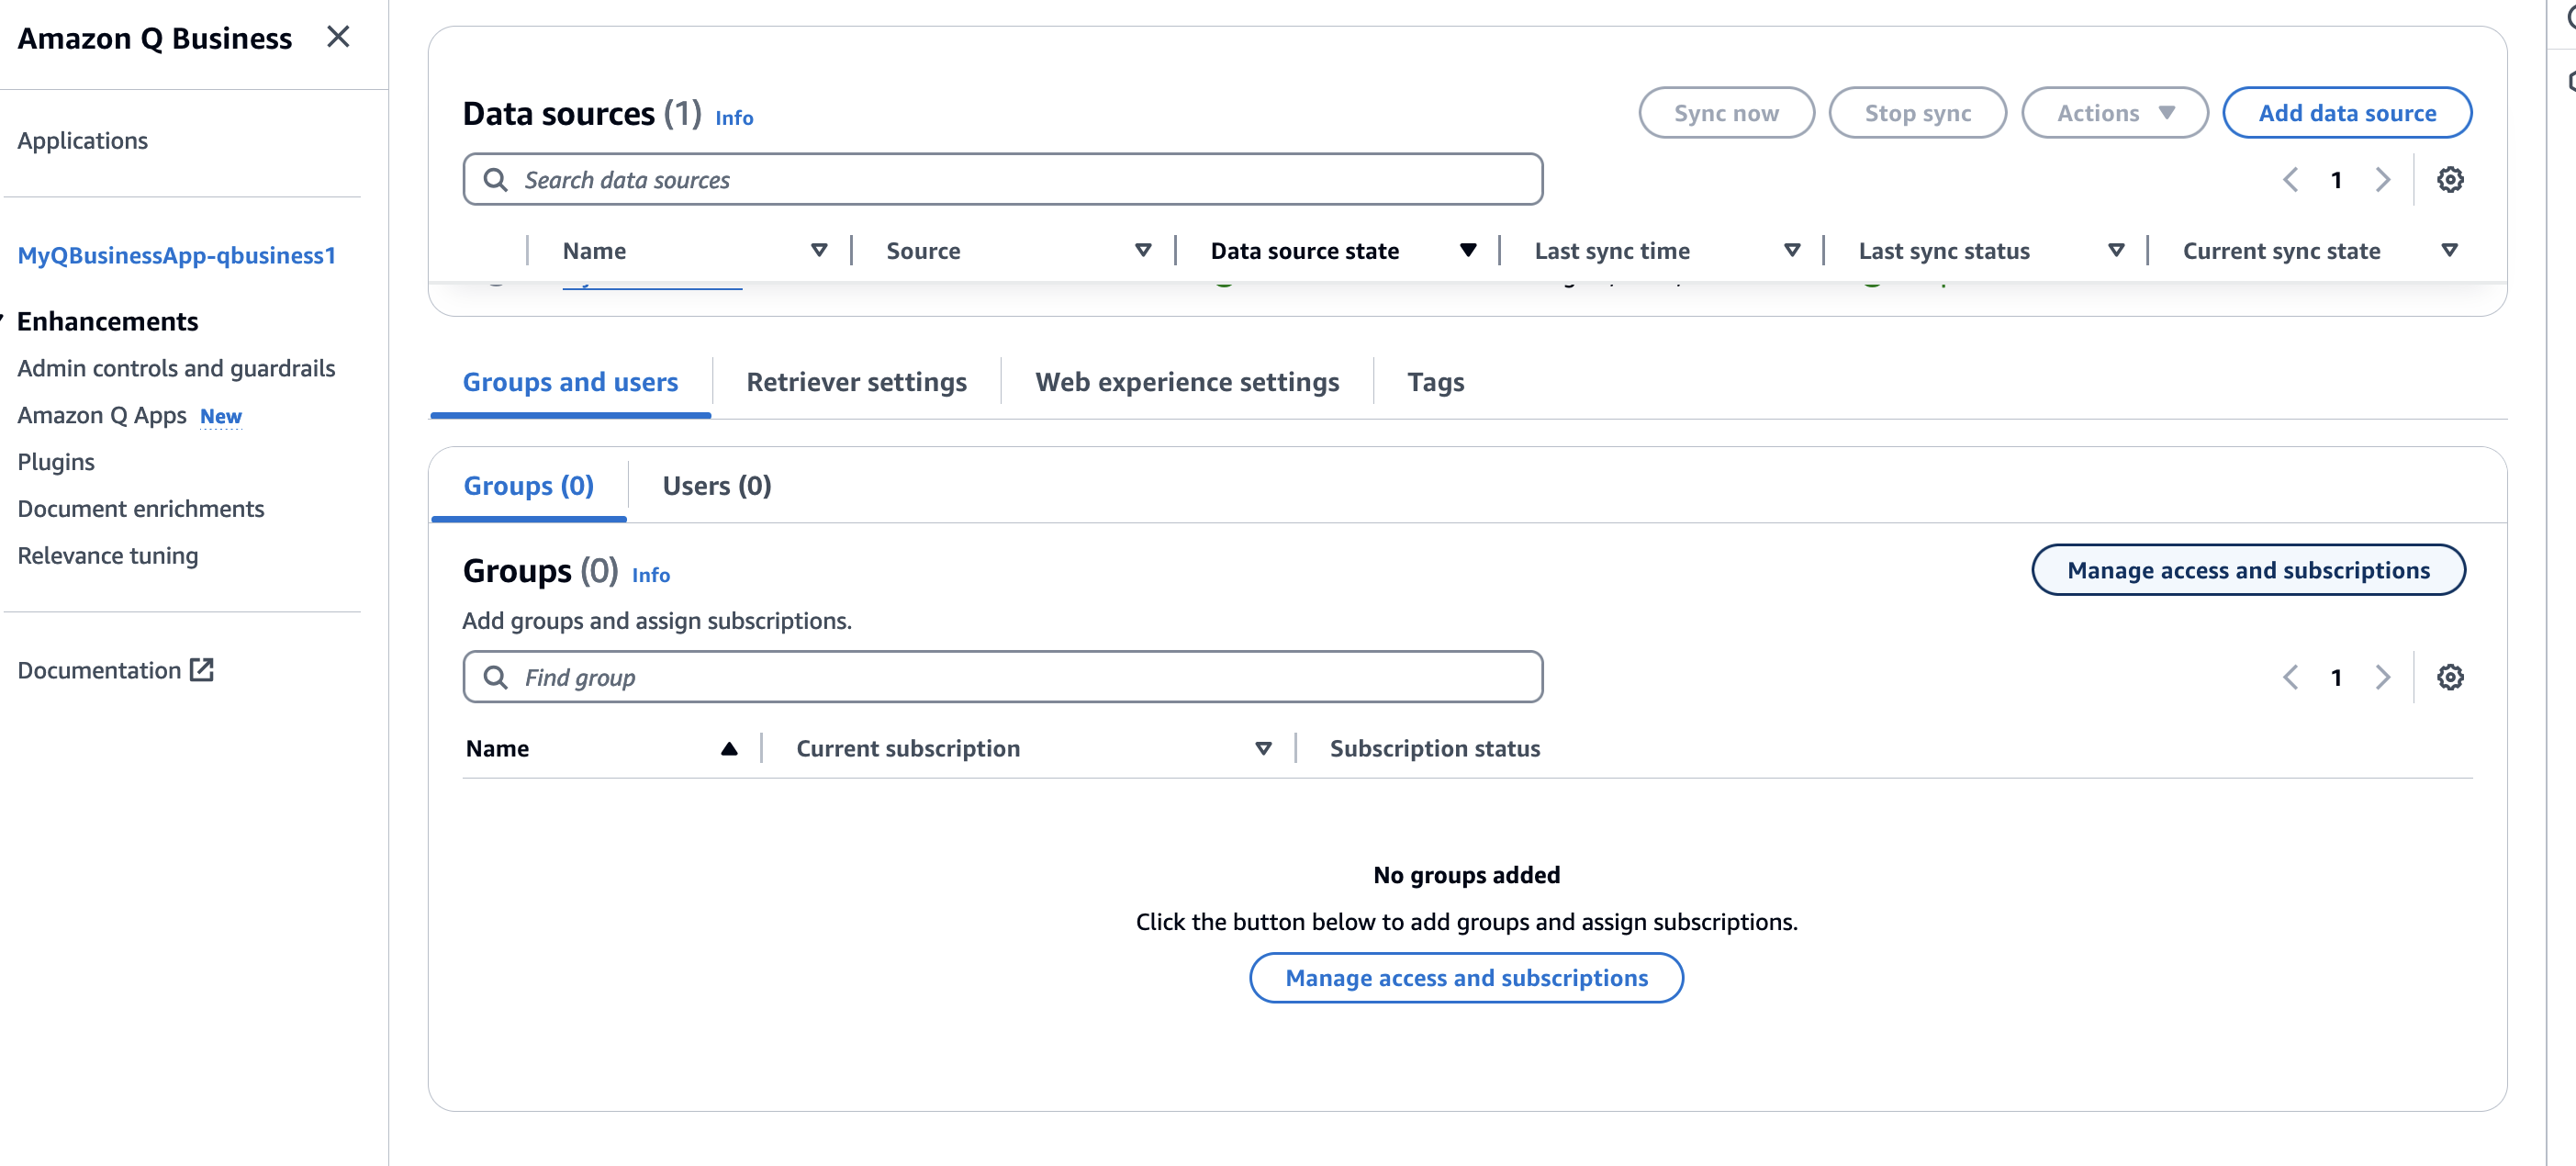 Amazon Q Business
Applications
MyQBusinessApp-qbusiness1
Enhancements
Admin controls and guardrails
Amazon Q Apps New
Plugins
Document enrichments
Relevance tuning
Documentation
Data sources (1) Info
Sync now
Stop sync
Actions
Add data source
Search data sources
1
Name
Source
Data source state
Last sync time
Last sync status
Current sync state
Groups and users
Retriever settings
Web experience settings
Tags
Groups (0)
Users (0)
Groups (0) Info
Manage access and subscriptions
Add groups and assign subscriptions.
Find group
1
Name
Current subscription
Subscription status
No groups added
Click the button below to add groups and assign subscriptions.
Manage access and subscriptions